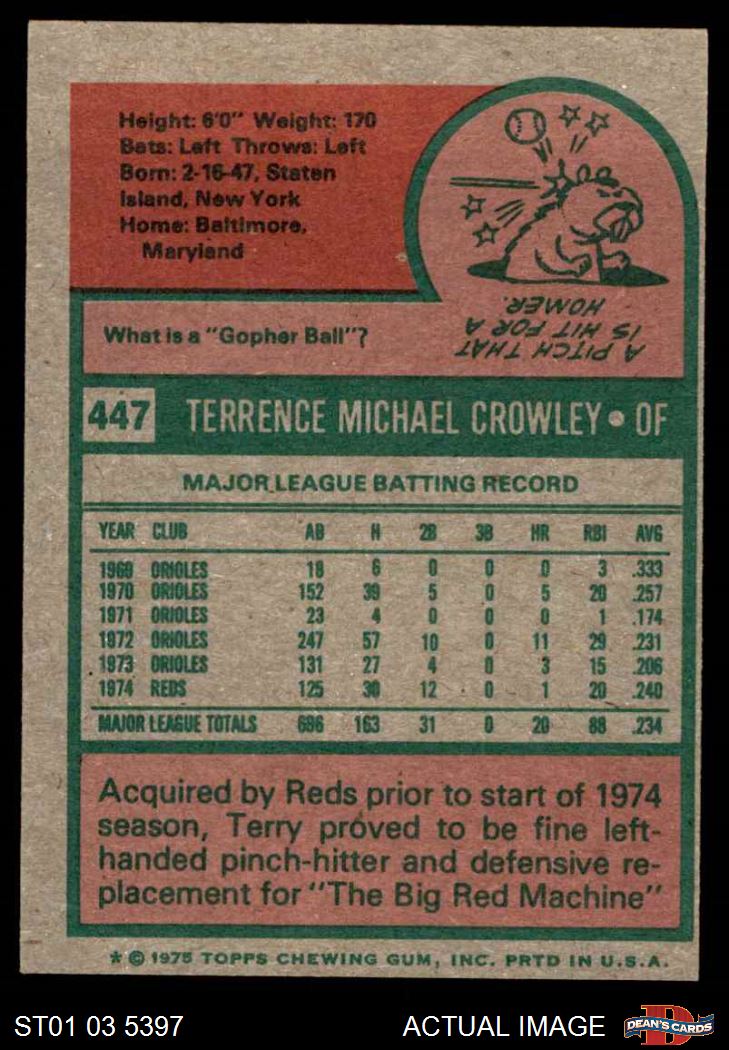 Height: 6'0" Weight: 170
Bats: Left Throws: Left
Born: 2-16-47, Staten
Island, New York
Home: Baltimore,
Maryland
What is a "Gopher Ball"?
A PITCH THAT
IS HIT FOR A
HOMER.
447 TERRENCE MICHAEL CROWLEY • OF
MAJOR LEAGUE BATTING RECORD
YEAR CLUB AB H 2B 3B HR RBI AVG
1969 ORIOLES 18 6 0 0 0 3 .333
1970 ORIOLES 152 39 5 0 5 20 .257
1971 ORIOLES 23 4 0 0 0 1 .174
1972 ORIOLES 247 57 10 0 11 29 .231
1973 ORIOLES 131 27 4 0 3 15 .206
1974 REDS 125 30 12 0 1 20 .240
MAJOR LEAGUE TOTALS 696 163 31 0 20 88 .234
Acquired by Reds prior to start of 1974
season, Terry proved to be fine left-
handed pinch-hitter and defensive re-
placement for "The Big Red Machine"
* © 1975 TOPPS CHEWING GUM, INC. PRTD IN U.S.A.
ST01 03 5397 ACTUAL IMAGE D DEAN'S CARDS